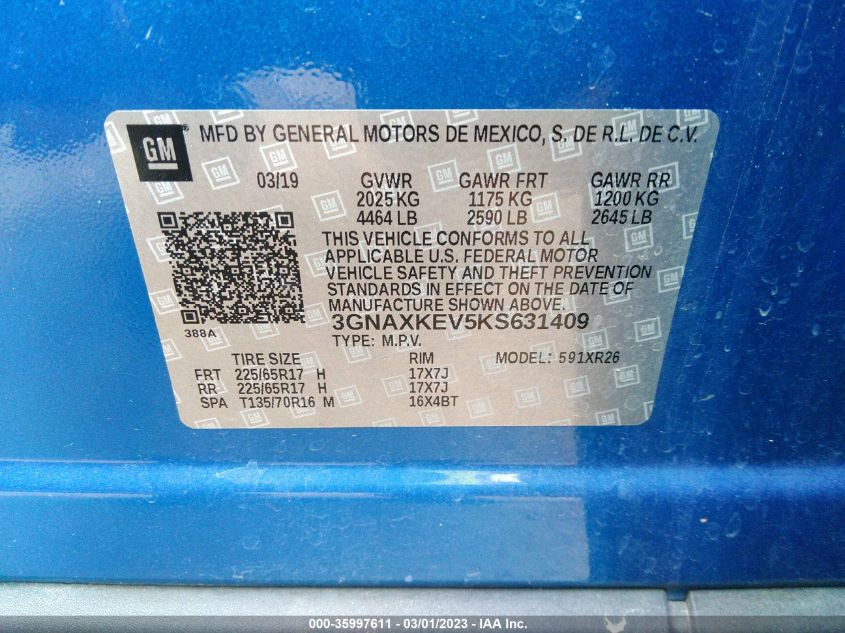 GM MFD BY GENERAL MOTORS DE MEXICO, S. DE R.L. DE C.V.
03/19 GVWR GAWR FRT GAWR RR
2025 KG 1175 KG 1200 KG
4464 LB 2590 LB 2645 LB
THIS VEHICLE CONFORMS TO ALL
APPLICABLE U.S. FEDERAL MOTOR
VEHICLE SAFETY AND THEFT PREVENTION
STANDARDS IN EFFECT ON THE DATE OF
MANUFACTURE SHOWN ABOVE.
388A 3GNAXKEV5KS631409
TYPE: M.P.V.
TIRE SIZE RIM MODEL: 591XR26
FRT 225/65R17 H 17X7J
RR 225/65R17 H 17X7J
SPA T135/70R16 M 16X4BT
000-35997611 - 03/01/2023 - IAA Inc.